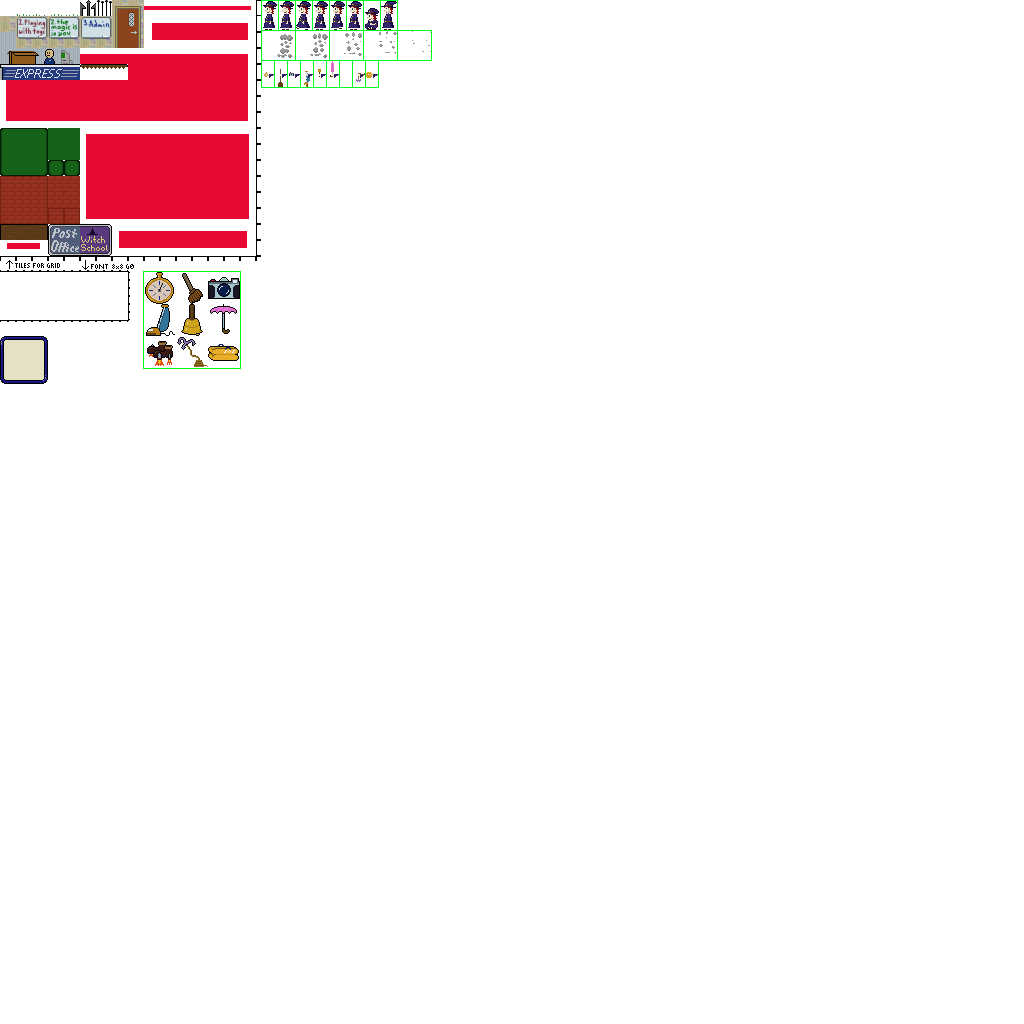 1.Playing
with toys
2.the
magic is
in you
3.Admin
EXPRESS
Post
Office
Witch
School
TILES FOR GRID
FONT 8x8 GO